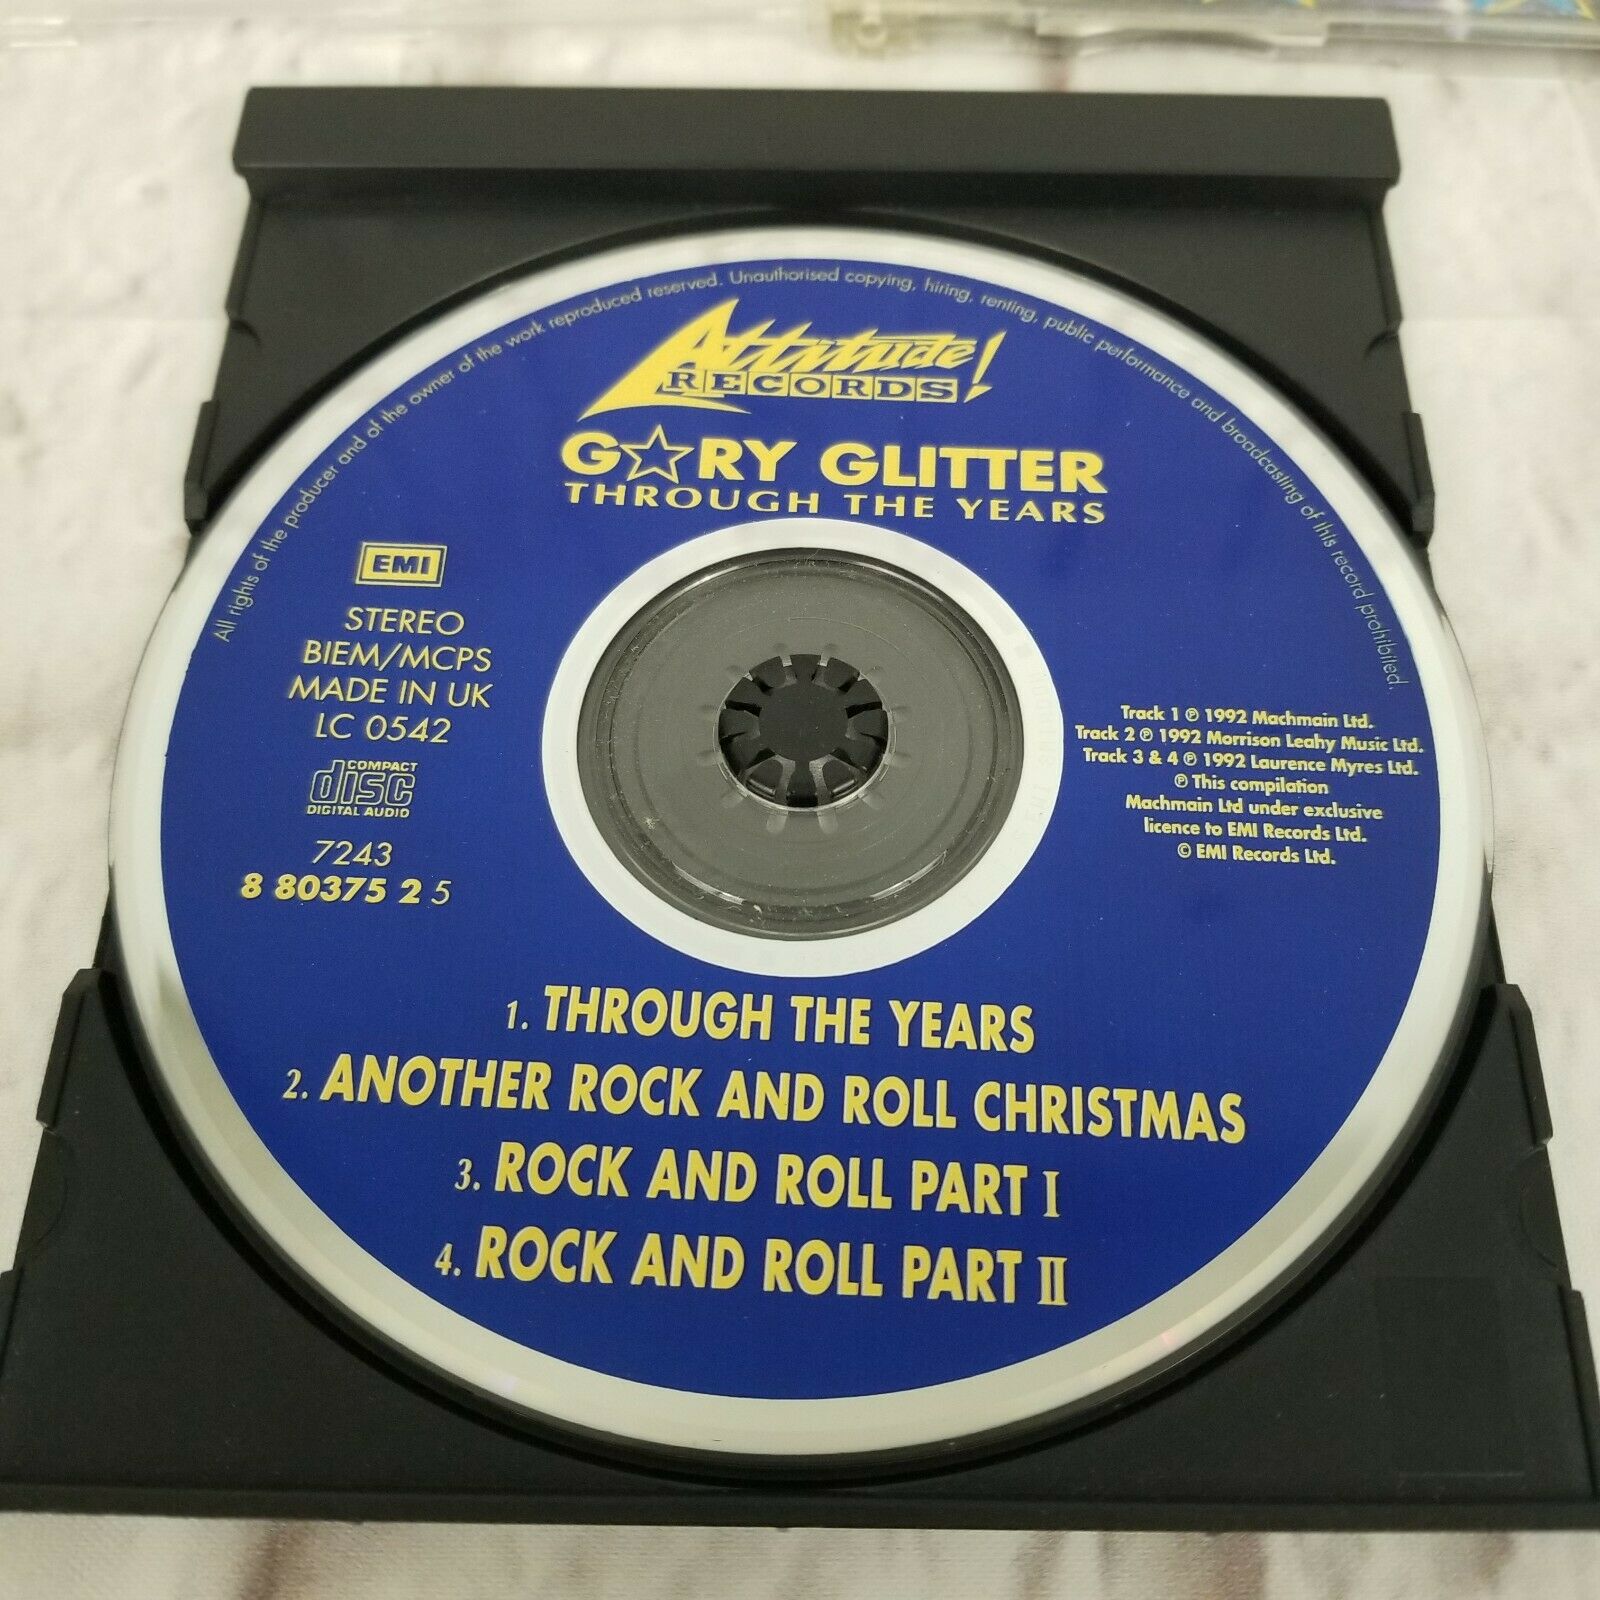 All rights of the producer and of the owner of the work reproduced reserved. Unauthorised copying, hiring, renting, public performance and broadcasting of this record prohibited.
Attitude!
RECORDS
G☆RY GLITTER
THROUGH THE YEARS
EMI
STEREO
BIEM/MCPS
MADE IN UK
LC 0542
COMPACT
disc
DIGITAL AUDIO
7243
8 80375 2 5
Track 1 ℗ 1992 Machmain Ltd.
Track 2 ℗ 1992 Morrison Leahy Music Ltd.
Track 3 & 4 ℗ 1992 Laurence Myres Ltd.
℗ This compilation
Machmain Ltd under exclusive
licence to EMI Records Ltd.
© EMI Records Ltd.
1. THROUGH THE YEARS
2. ANOTHER ROCK AND ROLL CHRISTMAS
3. ROCK AND ROLL PART I
4. ROCK AND ROLL PART II